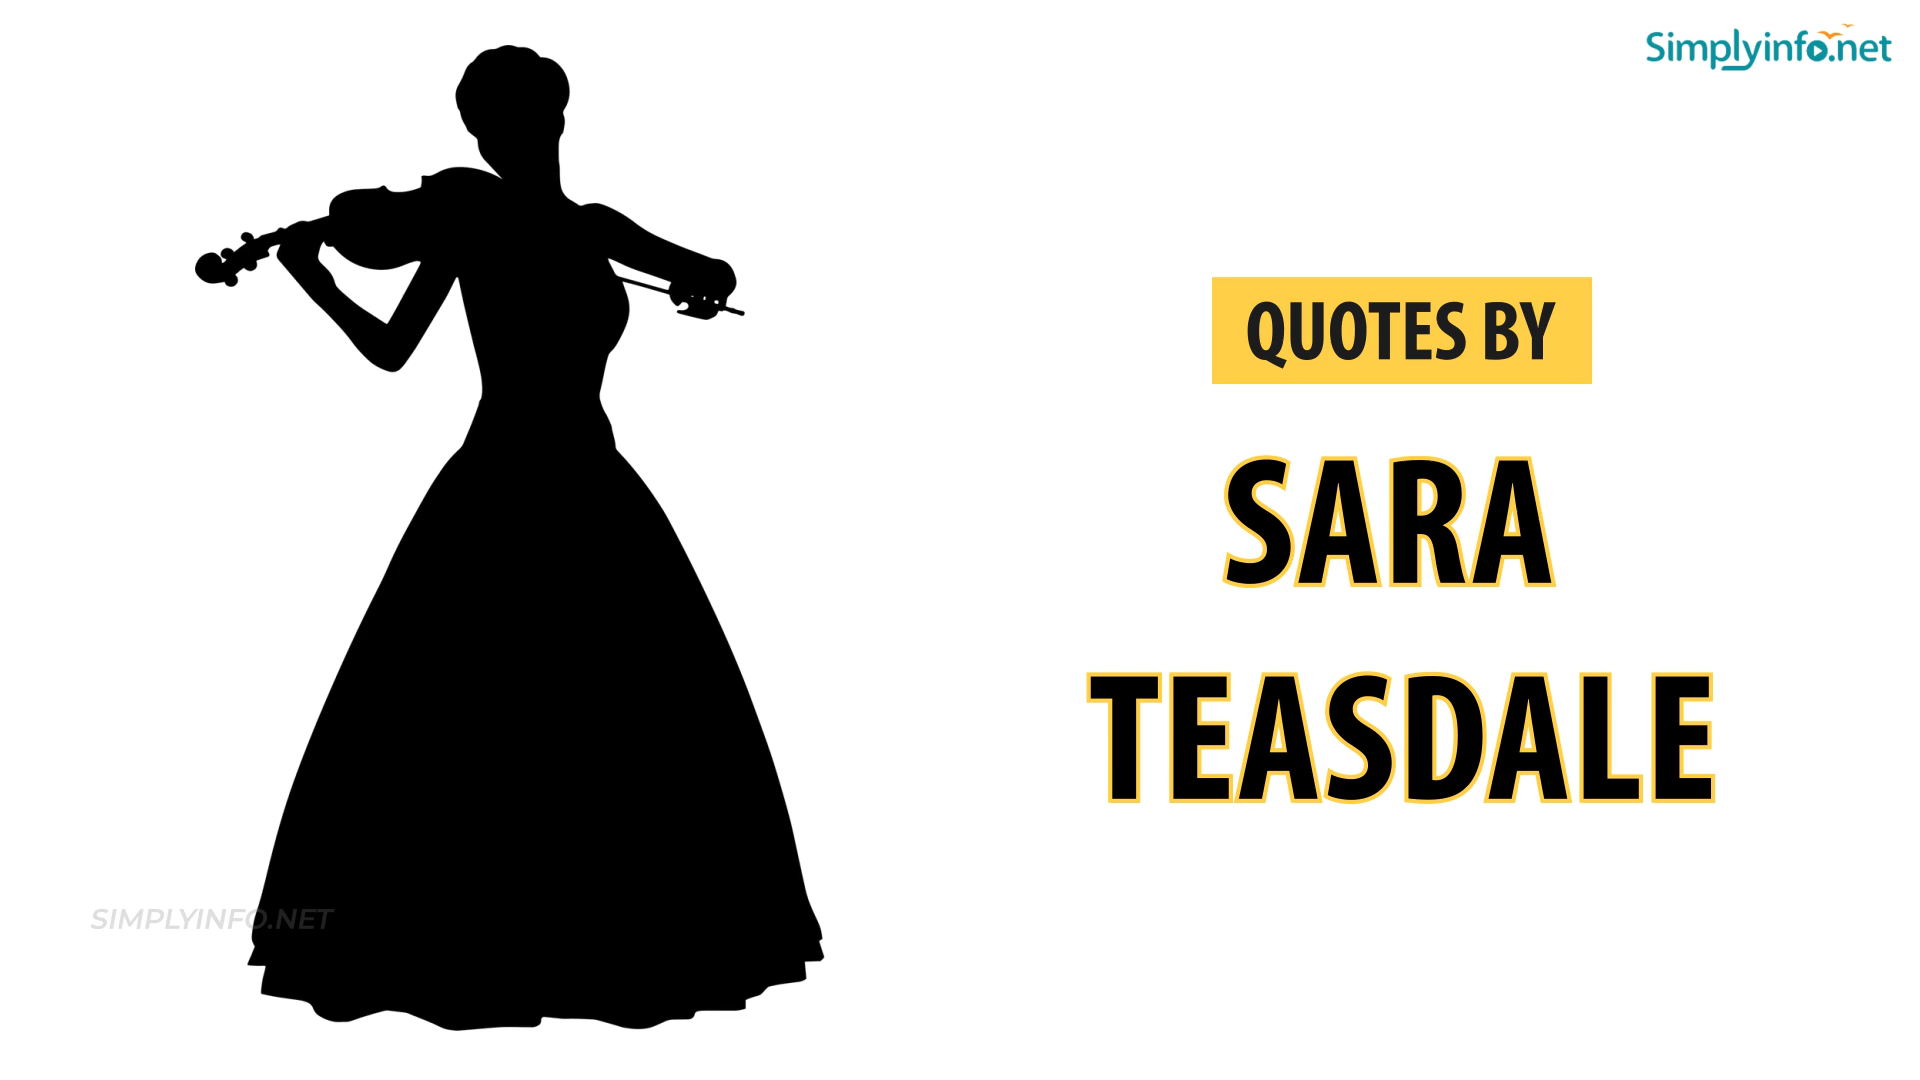 Simplyinfo.net
QUOTES BY
SARA
TEASDALE
SIMPLYINFO.NET